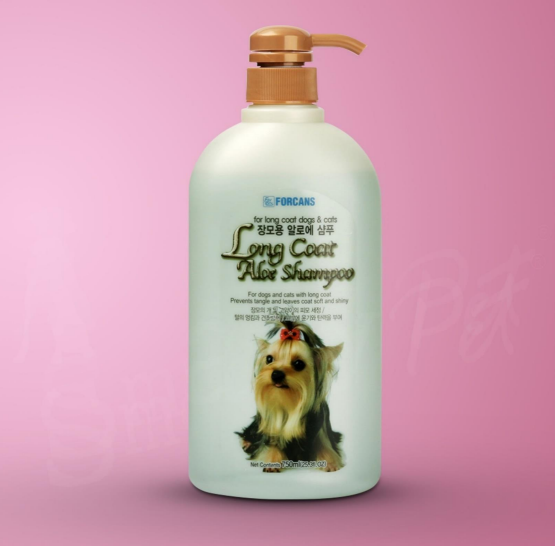 FORCANS
for long coat dogs & cats
장모용 알로에 샴푸
Long Coat
Aloe Shampoo
For dogs and cats with long coat
Prevents tangle and leaves coat soft and shiny
Net Contents 750ml